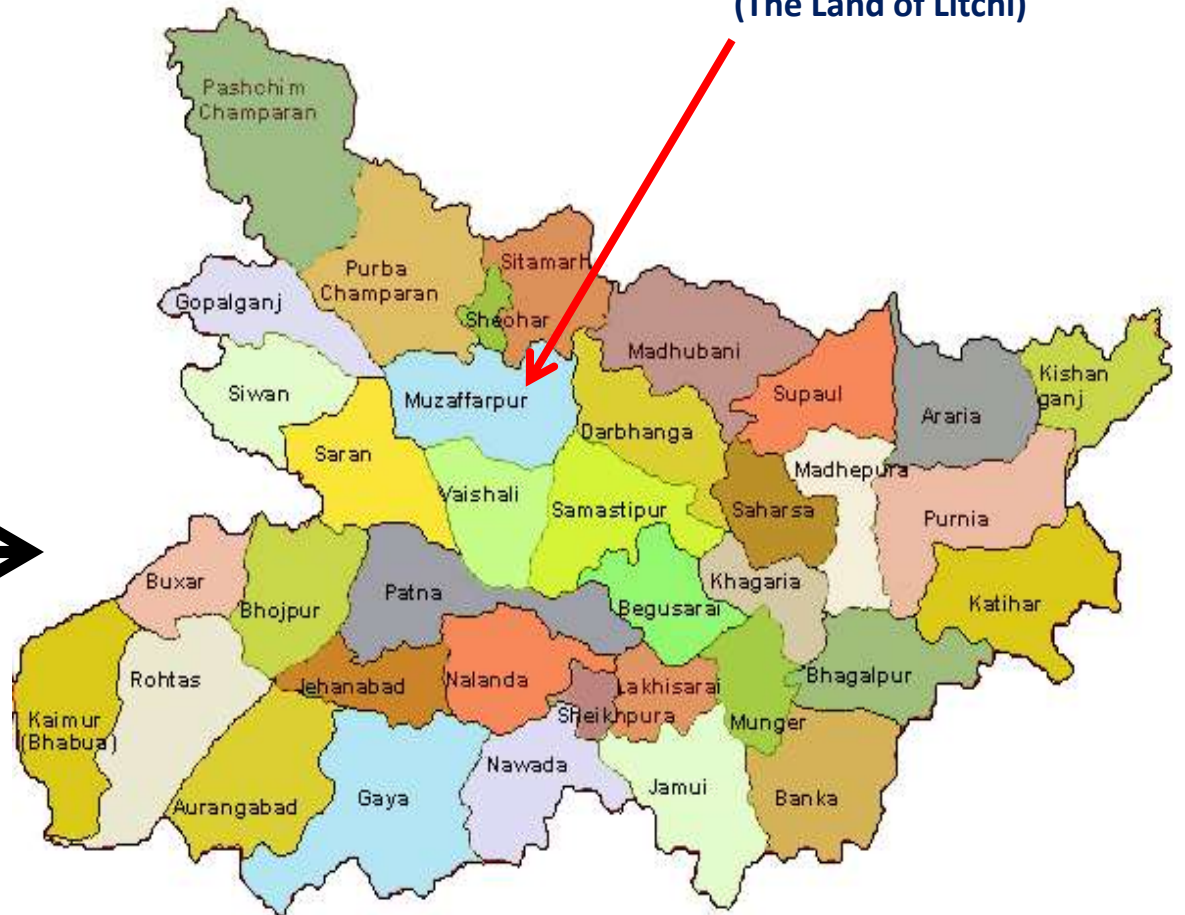 (The Land of Litchi)
Pashchim
Champaran
Purba
Champaran
Sitamarh
Gopalganj
Sheohar
Madhubani
Siwan
Muzaffarpur
Supaul
Kishan
ganj
Araria
Darbhanga
Saran
Madhepura
Vaishali
Samastipur
Saharsa
Purnia
Buxar
Patna
Khagaria
Bhojpur
Begusarai
Katihar
Rohtas
Jehanabad
Nalanda
Lakhisarai
Bhagalpur
Kaimur
(Bhabua)
Sheikhpura
Munger
Nawada
Jamui
Aurangabad
Gaya
Banka